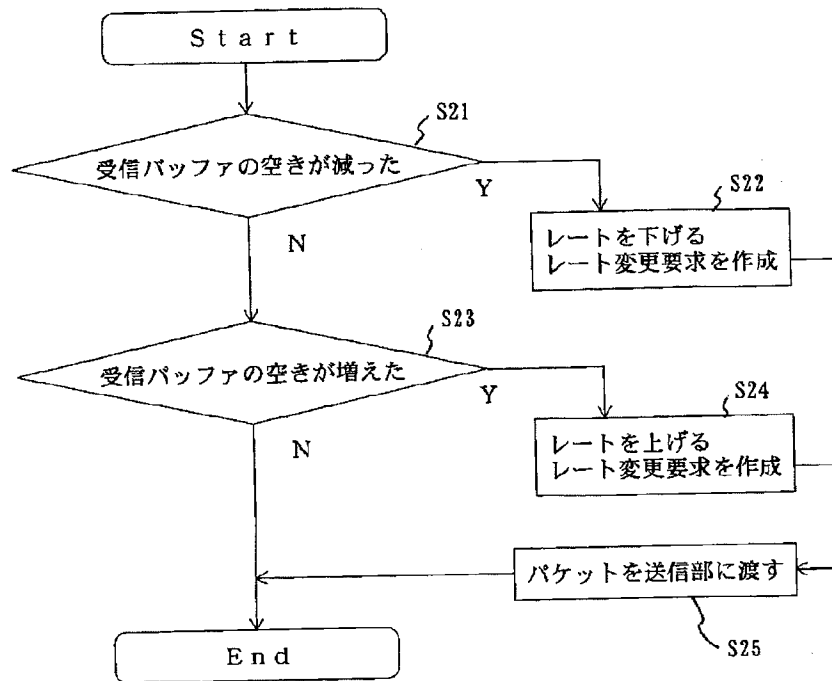 Start
S21
受信バッファの空きが減った
Y
S22
N
レートを下げる
レート変更要求を作成
S23
受信バッファの空きが増えた
Y
S24
N
レートを上げる
レート変更要求を作成
パケットを送信部に渡す
S25
End